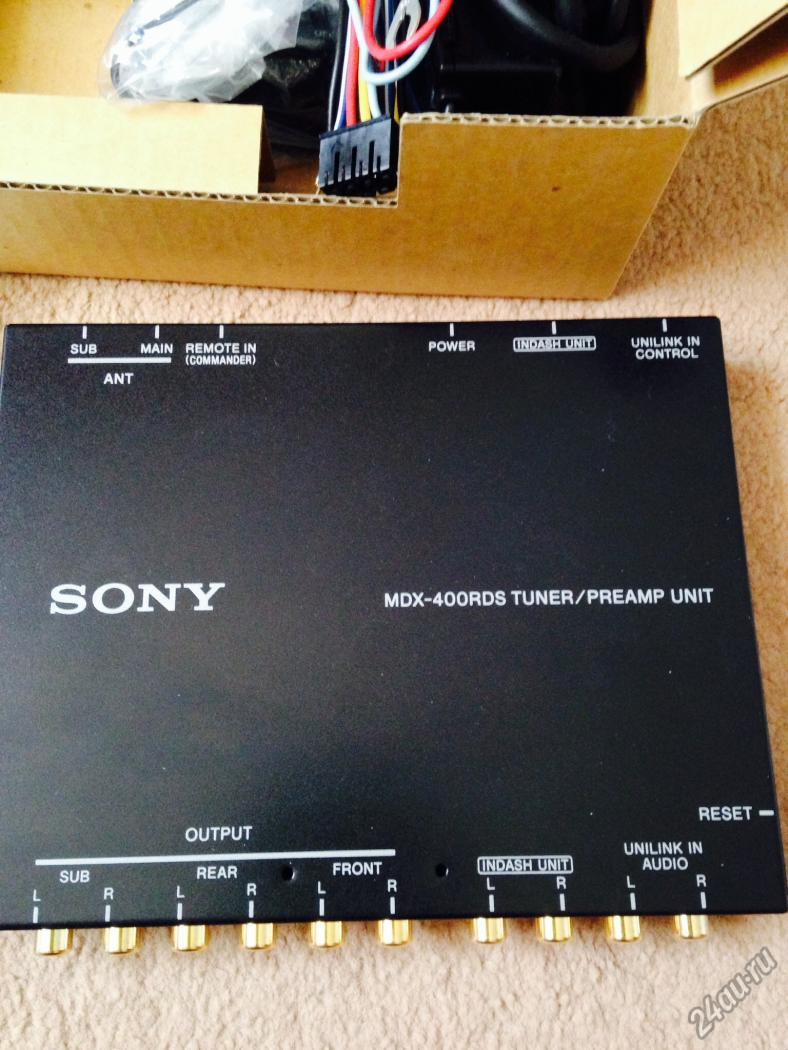 SUB MAIN REMOTE IN POWER INDASH UNIT UNILINK IN
(COMMANDER) CONTROL
ANT
SONY MDX-400RDS TUNER/PREAMP UNIT
RESET
OUTPUT
UNILINK IN
AUDIO
SUB REAR FRONT INDASH UNIT
L R L R L R L R L R
24au.ru